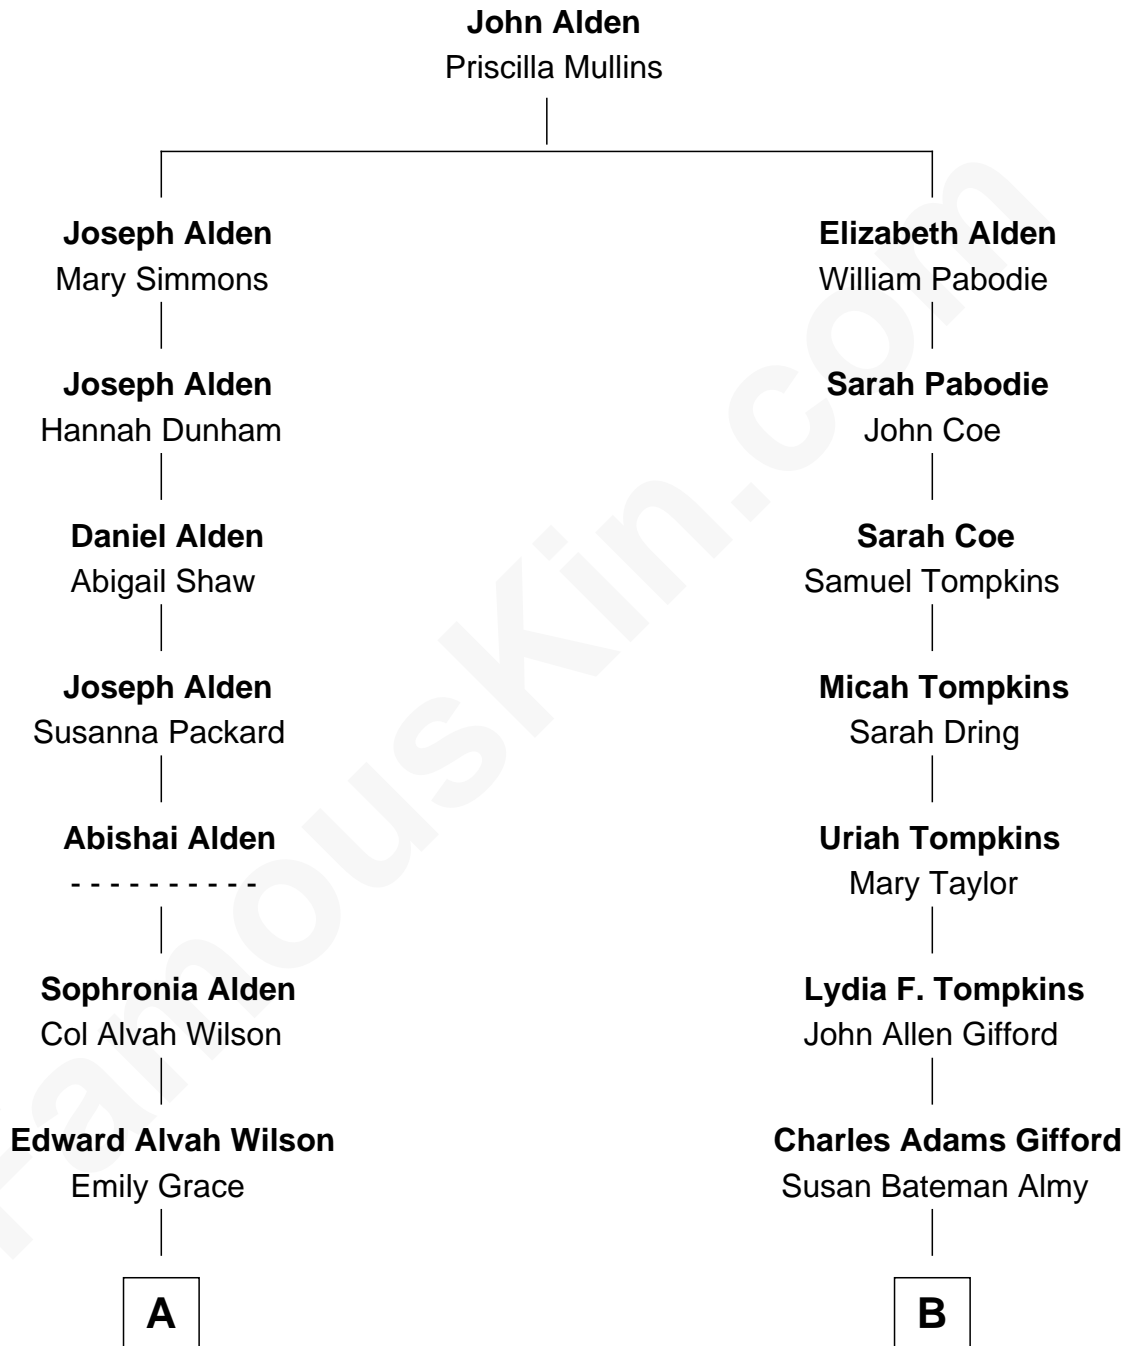 John Alden
Priscilla Mullins
Joseph Alden
Mary Simmons
Elizabeth Alden
William Pabodie
Joseph Alden
Hannah Dunham
Sarah Pabodie
John Coe
Daniel Alden
Abigail Shaw
Sarah Coe
Samuel Tompkins
Joseph Alden
Susanna Packard
Micah Tompkins
Sarah Dring
Abishai Alden
- - - - - - - - - -
Uriah Tompkins
Mary Taylor
Sophronia Alden
Col Alvah Wilson
Lydia F. Tompkins
John Allen Gifford
Edward Alvah Wilson
Emily Grace
Charles Adams Gifford
Susan Bateman Almy
A
B
FamousKin.com